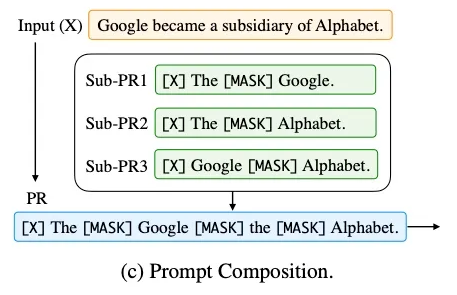 Input (X) Google became a subsidiary of Alphabet.
Sub-PR1 [X] The [MASK] Google.
Sub-PR2 [X] The [MASK] Alphabet.
Sub-PR3 [X] Google [MASK] Alphabet.
PR
[X] The [MASK] Google [MASK] the [MASK] Alphabet.
(c) Prompt Composition.